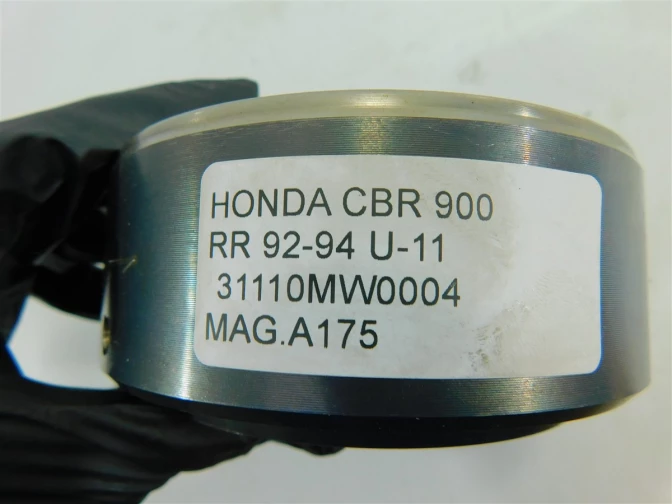 HONDA CBR 900
RR 92-94 U-11
31110MW0004
MAG.A175